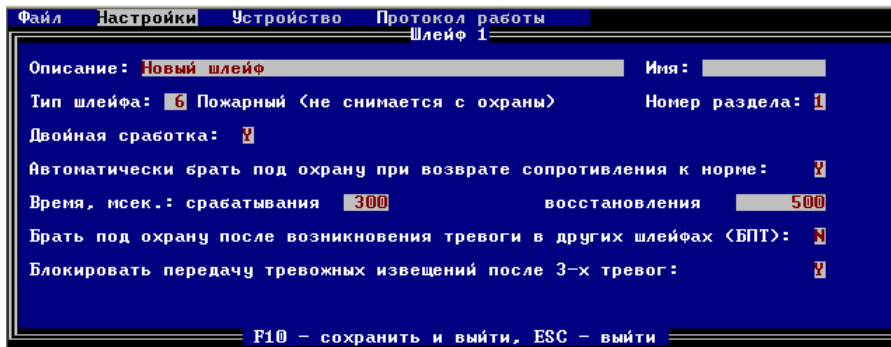 Файл Настройки Устройство Протокол работы
Шлейф 1
Описание: Новый шлейф Имя:
Тип шлейфа: 6 Пожарный (не снимается с охраны) Номер раздела: 1
Двойная сработка: Y
Автоматически брать под охрану при возврате сопротивления к норме: Y
Время, мсек.: срабатывания 300 восстановления 500
Брать под охрану после возникновения тревоги в других шлейфах (БПТ): N
Блокировать передачу тревожных извещений после 3-х тревог: Y
F10 - сохранить и выйти, ESC - выйти